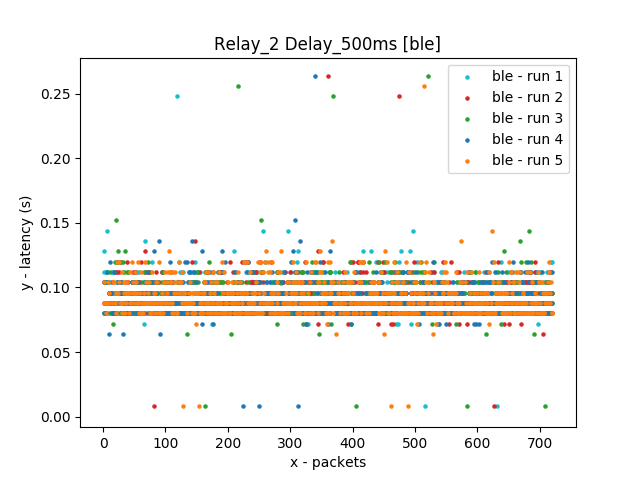 Relay_2 Delay_500ms [ble]
ble - run 1
ble - run 2
ble - run 3
ble - run 4
ble - run 5
y - latency (s)
0.25
0.20
0.15
0.10
0.05
0.00
0 100 200 300 400 500 600 700
x - packets